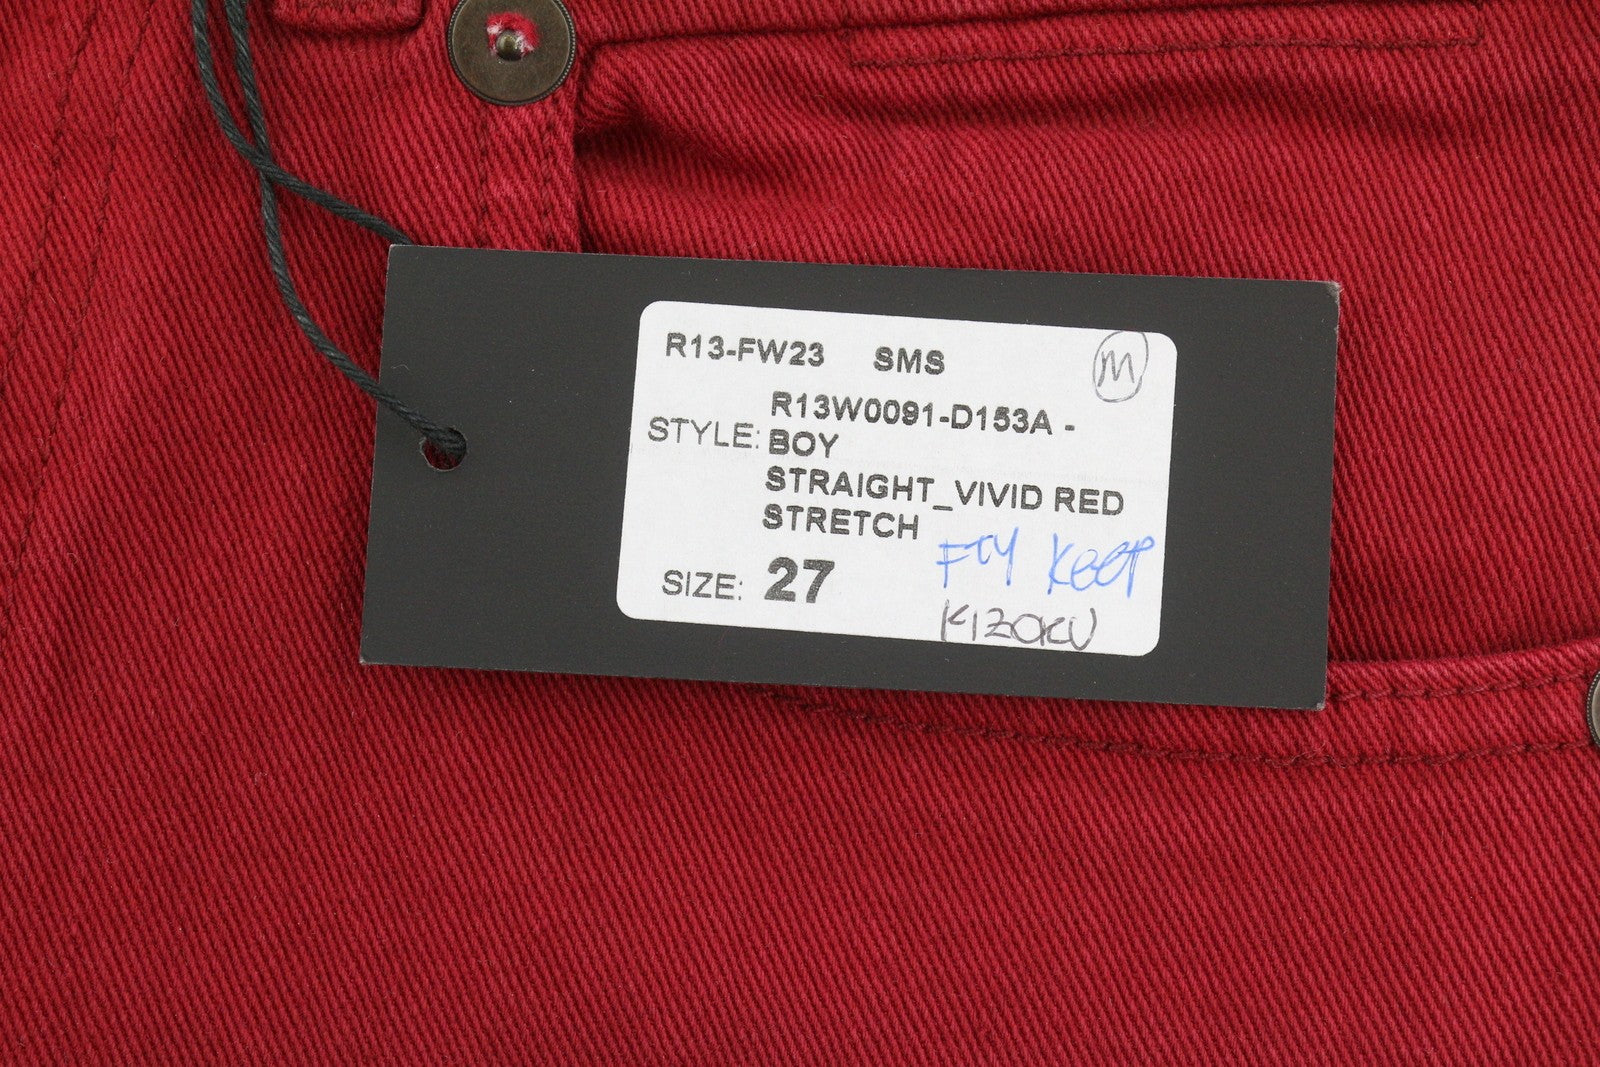 R13-FW23 SMS M
R13W0091-D153A -
STYLE: BOY
STRAIGHT_VIVID RED
STRETCH
FTY KEEP
SIZE: 27
KIZOKU